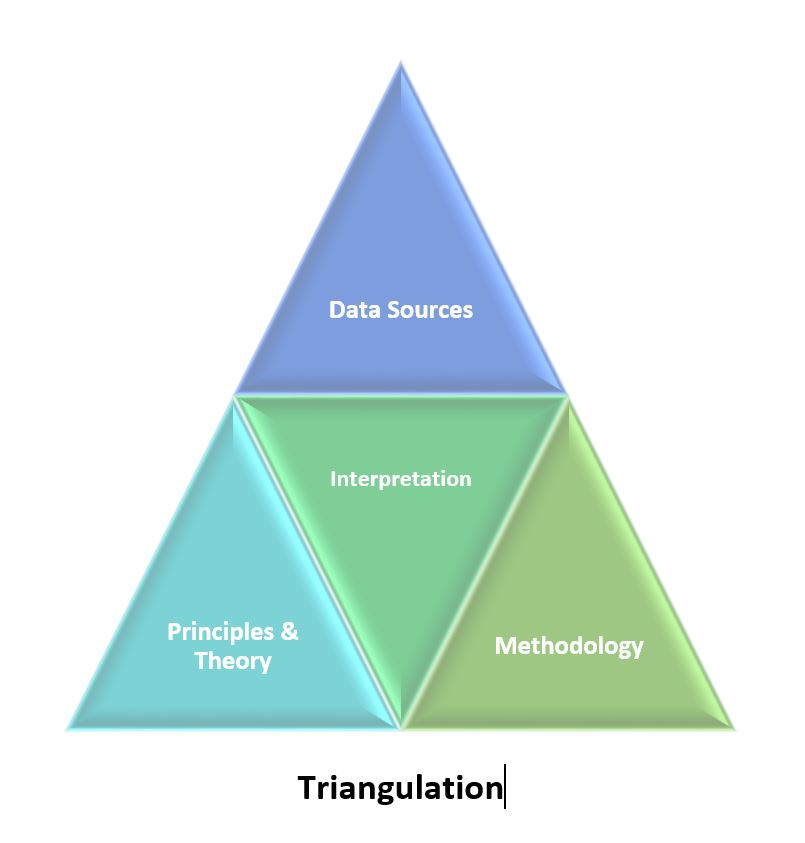 Data Sources
Interpretation
Principles &
Theory
Methodology
Triangulation